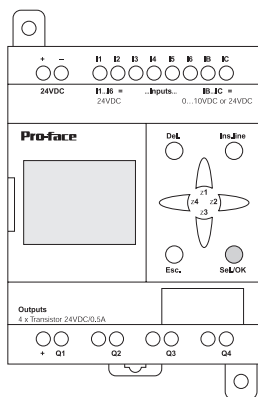 + – I1 I2 I3 I4 I5 I6 IB IC
24VDC I1...I6 = ...Inputs... IB...IC =
24VDC 0...10VDC or 24VDC
Pro-face
Del. Ins.line
z1
z4 z2
z3
Esc. Sel./OK
Outputs
4 x Transistor 24VDC/0.5A
+ Q1 Q2 Q3 Q4